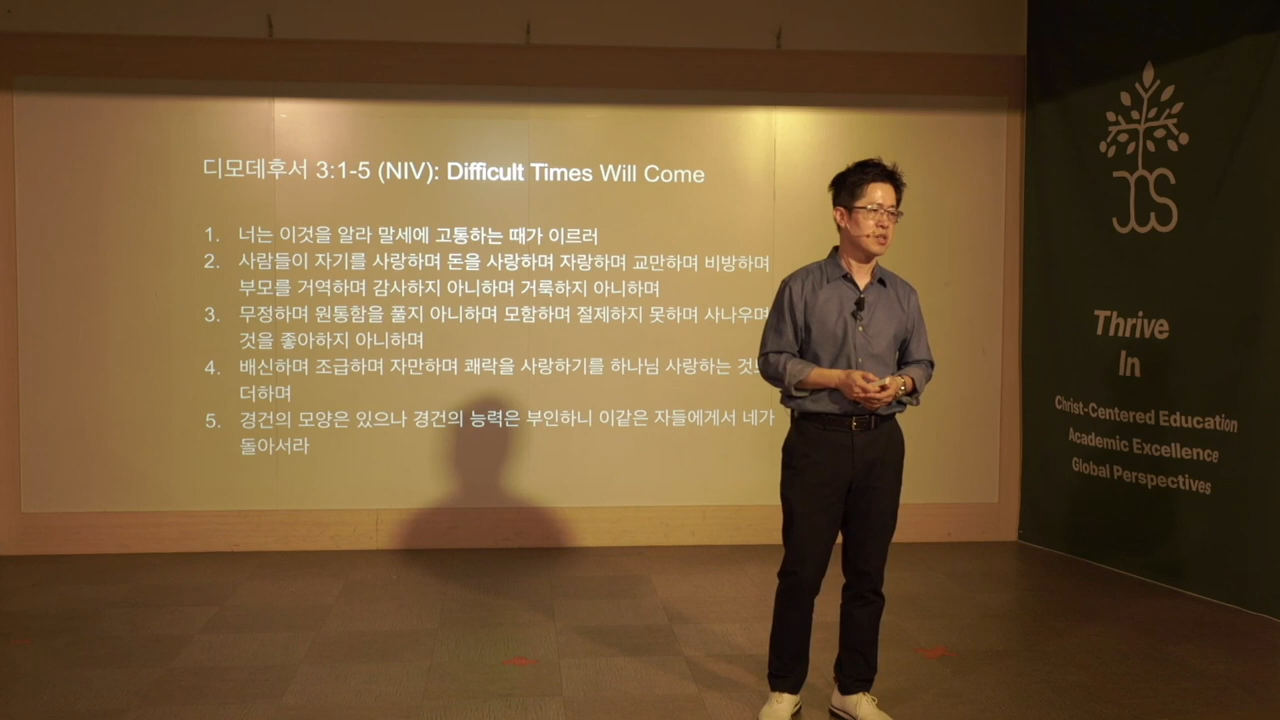 디모데후서 3:1-5 (NIV): Difficult Times Will Come
1. 너는 이것을 알라 말세에 고통하는 때가 이르러
2. 사람들이 자기를 사랑하며 돈을 사랑하며 자랑하며 교만하며 비방하며
부모를 거역하며 감사하지 아니하며 거룩하지 아니하며
3. 무정하며 원통함을 풀지 아니하며 모함하며 절제하지 못하며 사나우며
것을 좋아하지 아니하며
4. 배신하며 조급하며 자만하며 쾌락을 사랑하기를 하나님 사랑하는
더하며
5. 경건의 모양은 있으나 경건의 능력은 부인하니 이같은 자들에게서 네가
돌아서라
JCS
Thrive
In
Christ-Centered Education
Academic Excellence
Global Perspectives